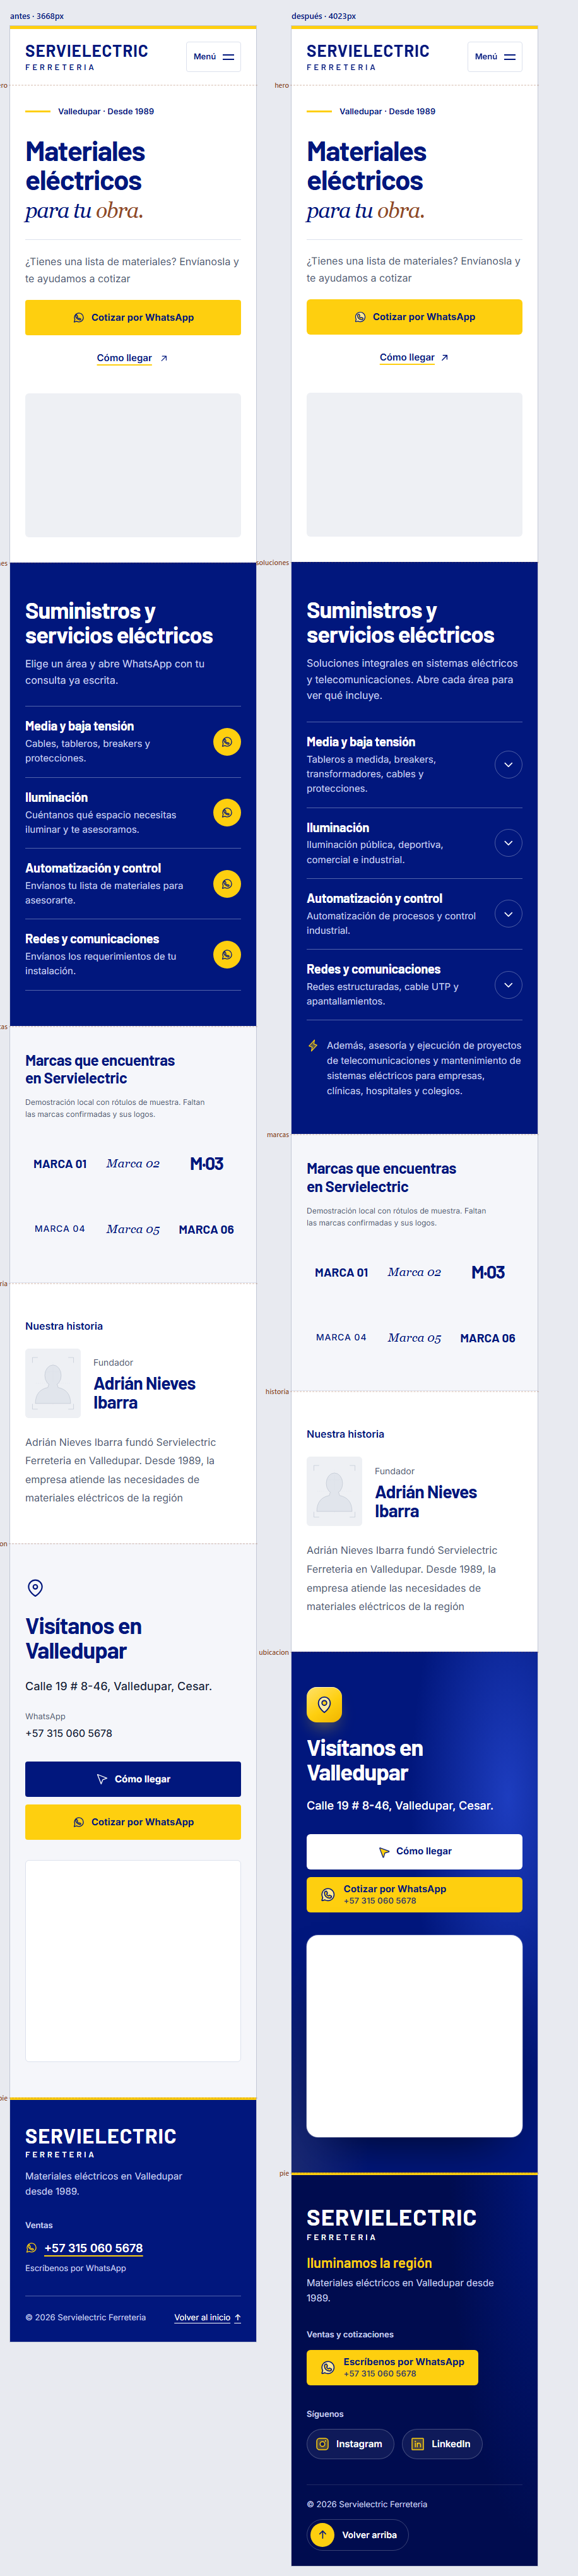 antes · 3668px
SERVIELECTRIC
FERRETERIA
Menú
Valledupar · Desde 1989
Materiales
eléctricos
para tu obra.
¿Tienes una lista de materiales? Envíanosla y
te ayudamos a cotizar
Cotizar por WhatsApp
Cómo llegar
Suministros y
servicios eléctricos
Elige un área y abre WhatsApp con tu
consulta ya escrita.
Media y baja tensión
Cables, tableros, breakers y
protecciones.
Iluminación
Cuéntanos qué espacio necesitas
iluminar y te asesoramos.
Automatización y control
Envíanos tu lista de materiales para
asesorarte.
Redes y comunicaciones
Envíanos los requerimientos de tu
instalación.
Marcas que encuentras
en Servielectric
Demostración local con rótulos de muestra. Faltan
las marcas confirmadas y sus logos.
MARCA 01
Marca 02
M·03
MARCA 04
Marca 05
MARCA 06
Nuestra historia
Fundador
Adrián Nieves
Ibarra
Adrián Nieves Ibarra fundó Servielectric
Ferreteria en Valledupar. Desde 1989, la
empresa atiende las necesidades de
materiales eléctricos de la región
Visítanos en
Valledupar
Calle 19 # 8-46, Valledupar, Cesar.
WhatsApp
+57 315 060 5678
Cómo llegar
Cotizar por WhatsApp
SERVIELECTRIC
FERRETERIA
Materiales eléctricos en Valledupar
desde 1989.
Ventas
+57 315 060 5678
Escríbenos por WhatsApp
© 2026 Servielectric Ferreteria
Volver al inicio
después · 4023px
SERVIELECTRIC
FERRETERIA
Menú
hero
Valledupar · Desde 1989
Materiales
eléctricos
para tu obra.
¿Tienes una lista de materiales? Envíanosla y
te ayudamos a cotizar
Cotizar por WhatsApp
Cómo llegar
soluciones
Suministros y
servicios eléctricos
Soluciones integrales en sistemas eléctricos
y telecomunicaciones. Abre cada área para
ver qué incluye.
Media y baja tensión
Tableros a medida, breakers,
transformadores, cables y
protecciones.
Iluminación
Iluminación pública, deportiva,
comercial e industrial.
Automatización y control
Automatización de procesos y control
industrial.
Redes y comunicaciones
Redes estructuradas, cable UTP y
apantallamientos.
Además, asesoría y ejecución de proyectos
de telecomunicaciones y mantenimiento de
sistemas eléctricos para empresas,
clínicas, hospitales y colegios.
marcas
Marcas que encuentras
en Servielectric
Demostración local con rótulos de muestra. Faltan
las marcas confirmadas y sus logos.
MARCA 01
Marca 02
M·03
MARCA 04
Marca 05
MARCA 06
historia
Nuestra historia
Fundador
Adrián Nieves
Ibarra
Adrián Nieves Ibarra fundó Servielectric
Ferreteria en Valledupar. Desde 1989, la
empresa atiende las necesidades de
materiales eléctricos de la región
ubicacion
Visítanos en
Valledupar
Calle 19 # 8-46, Valledupar, Cesar.
Cómo llegar
Cotizar por WhatsApp
+57 315 060 5678
pie
SERVIELECTRIC
FERRETERIA
Iluminamos la región
Materiales eléctricos en Valledupar desde
1989.
Ventas y cotizaciones
Escríbenos por WhatsApp
+57 315 060 5678
Síguenos
Instagram
LinkedIn
© 2026 Servielectric Ferreteria
Volver arriba